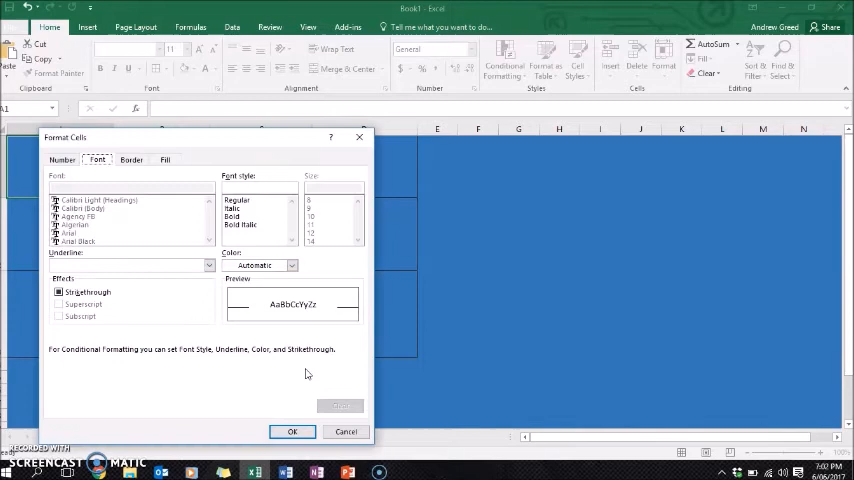 Book1 - Excel
Home Insert Page Layout Formulas Data Review View Add-ins Tell me what you want to do... Andrew Greed Share
Cut
Copy
Format Painter
Paste
Clipboard
11
B I U
Font
Wrap Text
Merge & Center
Alignment
General
$ % ,
Number
Conditional Formatting
Format as Table
Cell Styles
Styles
Insert
Delete
Format
Cells
AutoSum
Fill
Clear
Sort & Filter
Find & Select
Editing
A1 fx
E F G H I J K L M N
Format Cells ?
Number Font Border Fill
Font: Font style: Size:
Calibri Light (Headings) Regular 8
Calibri (Body) Italic 9
Agency FB Bold 10
Algerian Bold Italic 11
Arial 12
Arial Black 14
Underline: Color:
Automatic
Effects Preview
Strikethrough
Superscript AaBbCcYyZz
Subscript
For Conditional Formatting you can set Font Style, Underline, Color, and Strikethrough.
Clear
OK Cancel
RECORDED WITH
SCREENCAST MATIC
100%
7:02 PM
6/06/2017